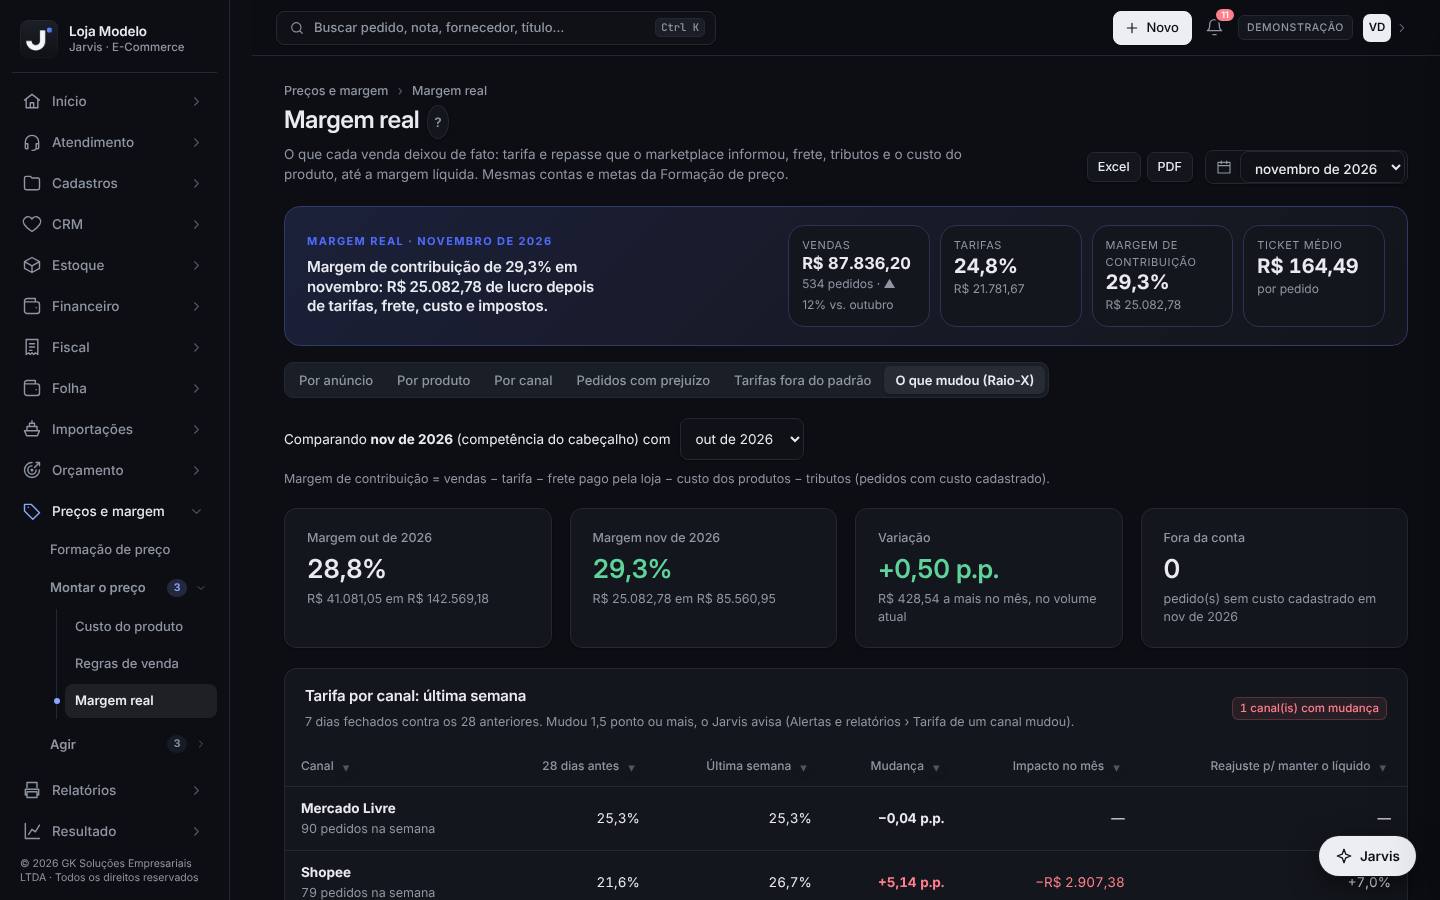 Loja Modelo
Jarvis · E-Commerce
Início
Atendimento
Cadastros
CRM
Estoque
Financeiro
Fiscal
Folha
Importações
Orçamento
Preços e margem
Formação de preço
Montar o preço 3
Custo do produto
Regras de venda
Margem real
Agir 3
Relatórios
Resultado
© 2026 GK Soluções Empresariais
LTDA · Todos os direitos reservados
Buscar pedido, nota, fornecedor, título... Ctrl K
Novo
11
DEMONSTRAÇÃO
VD
Preços e margem › Margem real
Margem real ?
O que cada venda deixou de fato: tarifa e repasse que o marketplace informou, frete, tributos e o custo do
produto, até a margem líquida. Mesmas contas e metas da Formação de preço.
Excel PDF novembro de 2026
MARGEM REAL · NOVEMBRO DE 2026
Margem de contribuição de 29,3% em
novembro: R$ 25.082,78 de lucro depois
de tarifas, frete, custo e impostos.
VENDAS
R$ 87.836,20
534 pedidos · ▲
12% vs. outubro
TARIFAS
24,8%
R$ 21.781,67
MARGEM DE
CONTRIBUIÇÃO
29,3%
R$ 25.082,78
TICKET MÉDIO
R$ 164,49
por pedido
Por anúncio Por produto Por canal Pedidos com prejuízo Tarifas fora do padrão O que mudou (Raio-X)
Comparando nov de 2026 (competência do cabeçalho) com out de 2026
Margem de contribuição = vendas − tarifa − frete pago pela loja − custo dos produtos − tributos (pedidos com custo cadastrado).
Margem out de 2026
28,8%
R$ 41.081,05 em R$ 142.569,18
Margem nov de 2026
29,3%
R$ 25.082,78 em R$ 85.560,95
Variação
+0,50 p.p.
R$ 428,54 a mais no mês, no volume
atual
Fora da conta
0
pedido(s) sem custo cadastrado em
nov de 2026
Tarifa por canal: última semana
7 dias fechados contra os 28 anteriores. Mudou 1,5 ponto ou mais, o Jarvis avisa (Alertas e relatórios › Tarifa de um canal mudou).
1 canal(is) com mudança
Canal ▼ 28 dias antes ▼ Última semana ▼ Mudança ▼ Impacto no mês ▼ Reajuste p/ manter o líquido ▼
Mercado Livre
90 pedidos na semana
25,3% 25,3% −0,04 p.p. — —
Shopee
79 pedidos na semana
21,6% 26,7% +5,14 p.p. −R$ 2.907,38 +7,0%
Jarvis